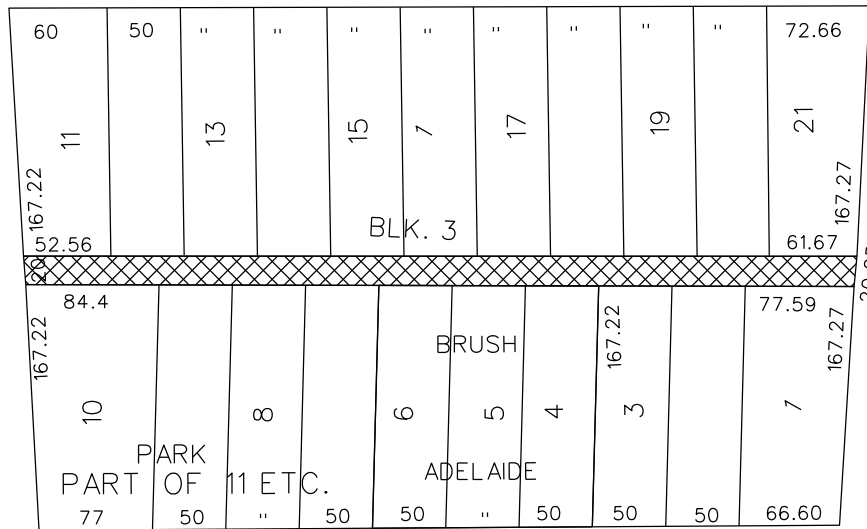 60 50 " " " " " " " " 72.66
11 13 15 1 17 19 21
167.22 167.27
BLK. 3
52.56 61.67
20
84.4 77.59
167.22 167.22 167.27
BRUSH
10 8 6 5 4 3 1
PARK
ADELAIDE
PART OF 11 ETC.
77 50 " 50 50 " 50 50 50 66.60